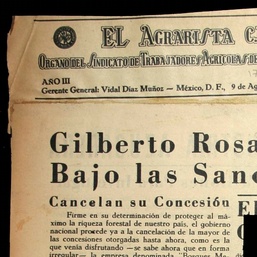 EL AGRARISTA
ORGANO DEL SINDICATO DE TRABAJADORES AGRICOLAS DE
AÑO III
Gerente General: Vidal Díaz Muñoz — México, D. F., 9 de Ag
Gilberto Rosa
Bajo las San
Cancelan su Concesión
Firme en su determinación de proteger al má-
ximo la riqueza forestal de nuestro país, el gobierno
nacional procede ya a la cancelación de la mayor
de las concesiones otorgadas hasta ahora, como es la
que venía disfrutando —se sabe ahora que en forma
irregular— la empresa denominada "Bosques Me-